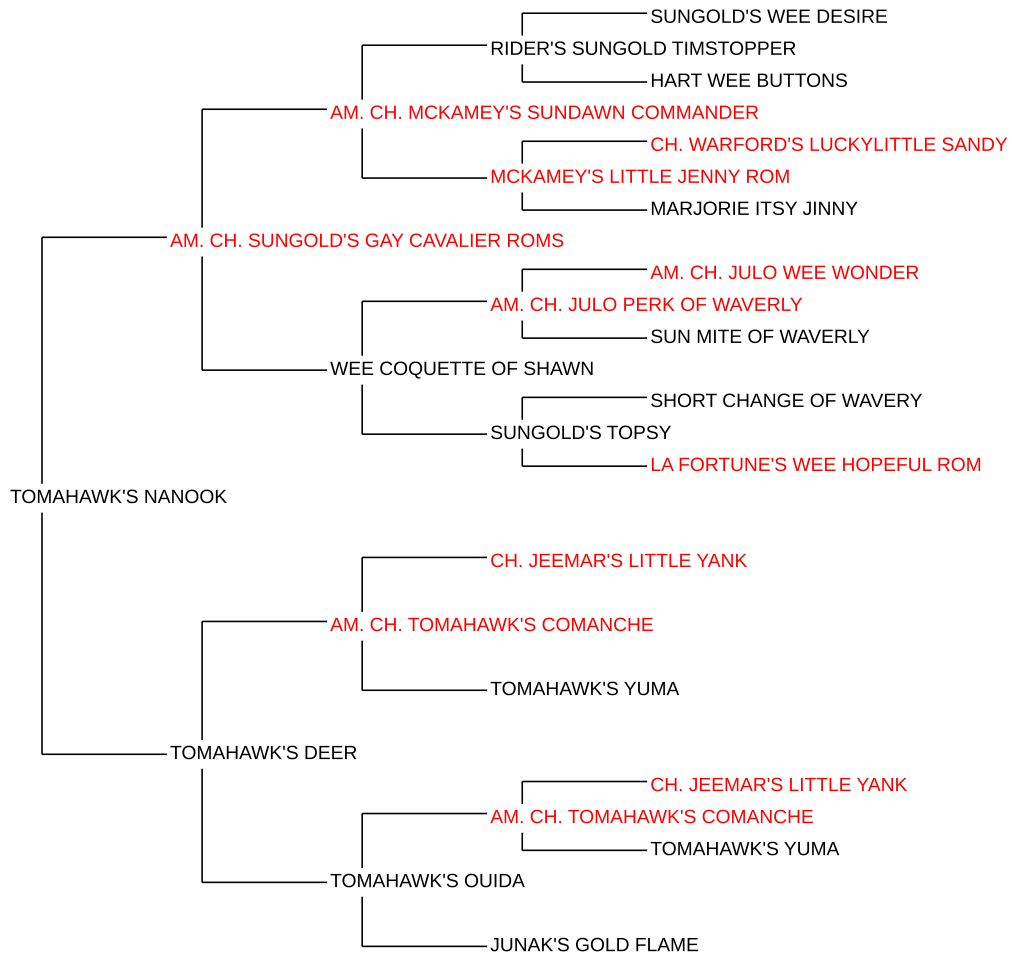 SUNGOLD'S WEE DESIRE
RIDER'S SUNGOLD TIMSTOPPER
HART WEE BUTTONS
AM. CH. MCKAMEY'S SUNDAWN COMMANDER
CH. WARFORD'S LUCKYLITTLE SANDY
MCKAMEY'S LITTLE JENNY ROM
MARJORIE ITSY JINNY
AM. CH. SUNGOLD'S GAY CAVALIER ROMS
AM. CH. JULO WEE WONDER
AM. CH. JULO PERK OF WAVERLY
SUN MITE OF WAVERLY
WEE COQUETTE OF SHAWN
SHORT CHANGE OF WAVERY
SUNGOLD'S TOPSY
LA FORTUNE'S WEE HOPEFUL ROM
TOMAHAWK'S NANOOK
CH. JEEMAR'S LITTLE YANK
AM. CH. TOMAHAWK'S COMANCHE
TOMAHAWK'S YUMA
TOMAHAWK'S DEER
CH. JEEMAR'S LITTLE YANK
AM. CH. TOMAHAWK'S COMANCHE
TOMAHAWK'S YUMA
TOMAHAWK'S OUIDA
JUNAK'S GOLD FLAME